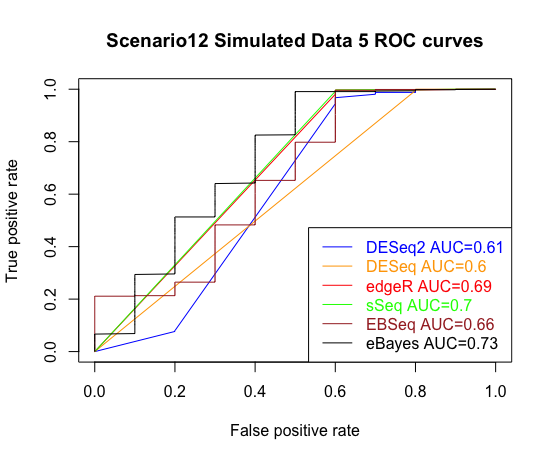 Scenario12 Simulated Data 5 ROC curves
True positive rate
1.0
0.8
0.6
0.4
0.2
0.0
DESeq2 AUC=0.61
DESeq AUC=0.6
edgeR AUC=0.69
sSeq AUC=0.7
EBSeq AUC=0.66
eBayes AUC=0.73
0.0 0.2 0.4 0.6 0.8 1.0
False positive rate